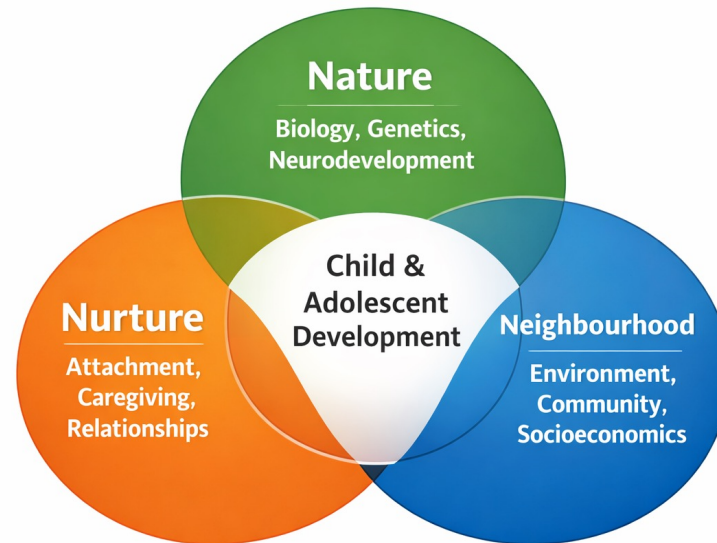 Nature
Biology, Genetics,
Neurodevelopment
Child &
Adolescent
Development
Nurture
Attachment,
Caregiving,
Relationships
Neighbourhood
Environment,
Community,
Socioeconomics